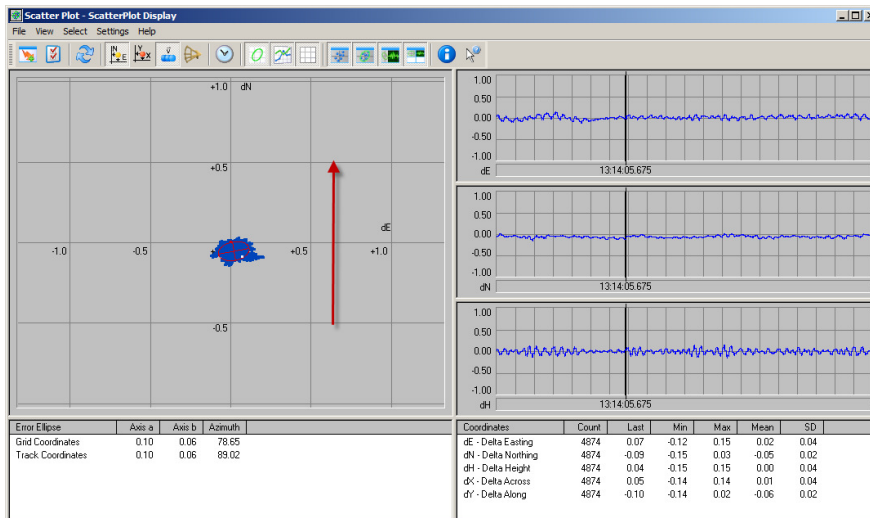 Scatter Plot - ScatterPlot Display
File View Select Settings Help
+1.0 dN
+0.5
dE
-1.0 -0.5 +0.5 +1.0
-0.5
1.00
0.50
0.00
-0.50
-1.00
dE 13:14:05.675
1.00
0.50
0.00
-0.50
-1.00
dN 13:14:05.675
1.00
0.50
0.00
-0.50
-1.00
dH 13:14:05.675
Error Ellipse Axis a Axis b Azimuth
Grid Coordinates 0.10 0.06 78.65
Track Coordinates 0.10 0.06 89.02
Coordinates Count Last Min Max Mean SD
dE - Delta Easting 4874 0.07 -0.12 0.15 0.02 0.04
dN - Delta Northing 4874 -0.09 -0.15 0.03 -0.05 0.02
dH - Delta Height 4874 0.04 -0.15 0.15 0.00 0.04
dX - Delta Across 4874 0.05 -0.14 0.14 0.01 0.04
dY - Delta Along 4874 -0.10 -0.14 0.02 -0.06 0.02